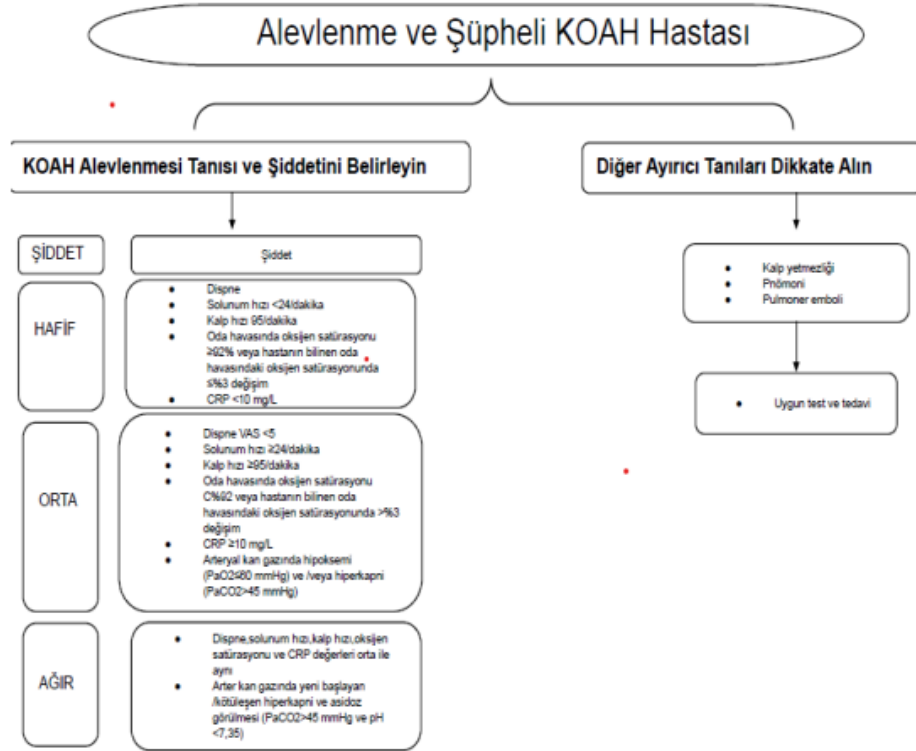 Alevlenme ve Şüpheli KOAH Hastası
KOAH Alevlenmesi Tanısı ve Şiddetini Belirleyin
Diğer Ayırıcı Tanıları Dikkate Alın
ŞİDDET
Şiddet
HAFİF
Dispne
Solunum hızı <24/dakika
Kalp hızı 95/dakika
Oda havasında oksijen satürasyonu
≥92% veya hastanın bilinen oda
havasındaki oksijen satürasyonunda
≤%3 değişim
CRP <10 mg/L
ORTA
Dispne VAS <5
Solunum hızı ≥24/dakika
Kalp hızı ≥95/dakika
Oda havasında oksijen satürasyonu
C%92 veya hastanın bilinen oda
havasındaki oksijen satürasyonunda >%3
değişim
CRP ≥10 mg/L
Arteryal kan gazında hipoksemi
(PaO2≤60 mmHg) ve /veya hiperkapni
(PaCO2>45 mmHg)
AĞIR
Dispne,solunum hızı,kalp hızı,oksijen
satürasyonu ve CRP değerleri orta ile
aynı
Arter kan gazında yeni başlayan
/kötüleşen hiperkapni ve asidoz
görülmesi (PaCO2>45 mmHg ve pH
<7,35)
Kalp yetmezliği
Pnömoni
Pulmoner emboli
Uygun test ve tedavi